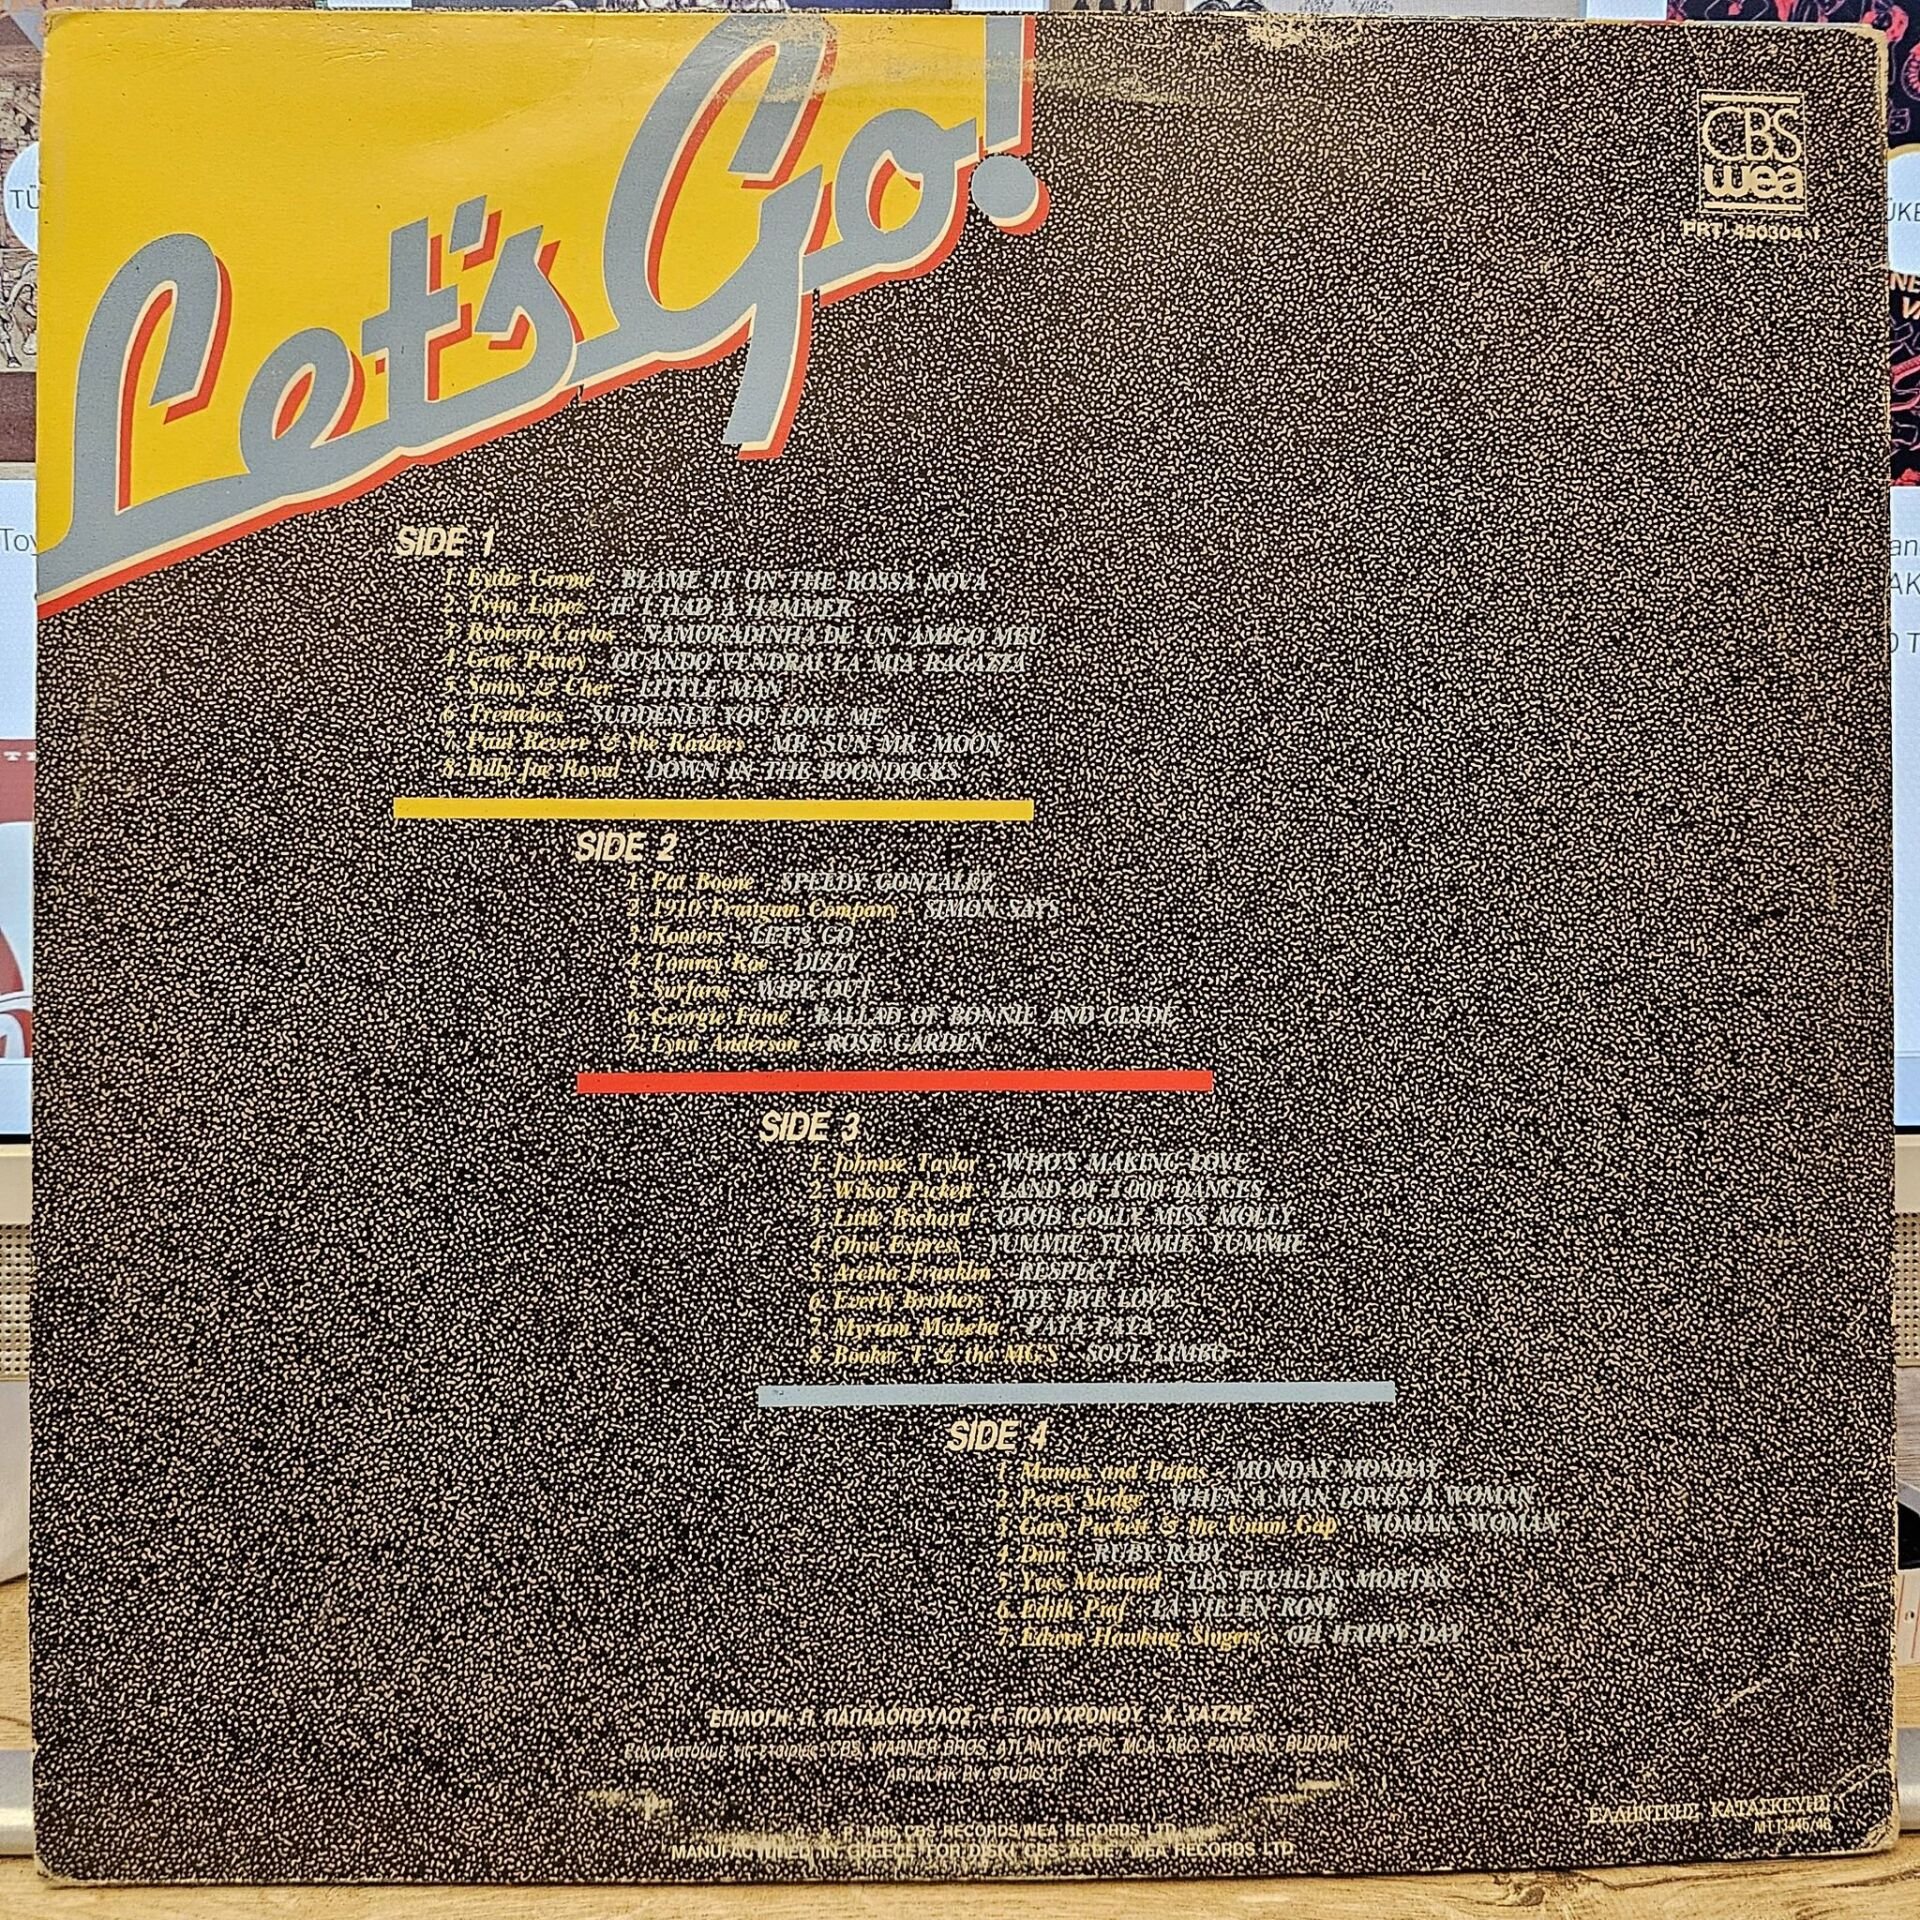 Let's Go!
CBS
wea
PRT 450304 1
SIDE 1
1. Eydie Gorme - BLAME IT ON THE BOSSA NOVA
2. Trini Lopez - IF I HAD A HAMMER
3. Roberto Carlos - NAMORADINHA DE UN AMIGO MEU
4. Gene Pitney - QUANDO VENDRAI LA MIA RAGAZZA
5. Sonny & Cher - LITTLE MAN
6. Tremeloes - SUDDENLY YOU LOVE ME
7. Paul Revere & the Raiders - MR. SUN MR. MOON
8. Billy Joe Royal - DOWN IN THE BOONDOCKS
SIDE 2
1. Pat Boone - SPEEDY GONZALEZ
2. 1910 Fruitgum Company - SIMON SAYS
3. Rooters - LET'S GO
4. Tommy Roe - DIZZY
5. Surfaris - WIPE OUT
6. Georgie Fame - BALLAD OF BONNIE AND CLYDE
7. Lynn Anderson - ROSE GARDEN
SIDE 3
1. Johnnie Taylor - WHO'S MAKING LOVE
2. Wilson Pickett - LAND OF 1000 DANCES
3. Little Richard - GOOD GOLLY MISS MOLLY
4. Ohio Express - YUMMIE, YUMMIE, YUMMIE
5. Aretha Franklin - RESPECT
6. Everly Brothers - BYE BYE LOVE
7. Myriam Makeba - PATA PATA
8. Booker T & the MG'S - SOUL LIMBO
SIDE 4
1. Mamas and Papas - MONDAY MONDAY
2. Percy Sledge - WHEN A MAN LOVES A WOMAN
3. Gary Puckett & the Union Gap - WOMAN, WOMAN
4. Dion - RUBY BABY
5. Yves Montand - LES FEUILLES MORTES
6. Edith Piaf - LA VIE EN ROSE
7. Edwin Hawking Singers - OH HAPPY DAY
ΕΠΙΛΟΓΗ: Π. ΠΑΠΑΔΟΠΟΥΛΟΣ - Γ. ΠΟΛΥΧΡΟΝΙΟΥ - Χ. ΧΑΤΖΗΣ
Ευχαριστούμε τις εταιρίες: CBS, WARNER BROS, ATLANTIC, EPIC, MCA, ABC, FANTASY, BUDDAH
ARTWORK BY: STUDIO 31
P 1986 CBS RECORDS/WEA RECORDS LTD
MANUFACTURED IN GREECE FOR DISKI CBS AEBE / WEA RECORDS LTD
ΕΛΛΗΝΙΚΗΣ ΚΑΤΑΣΚΕΥΗΣ
MT13446/46